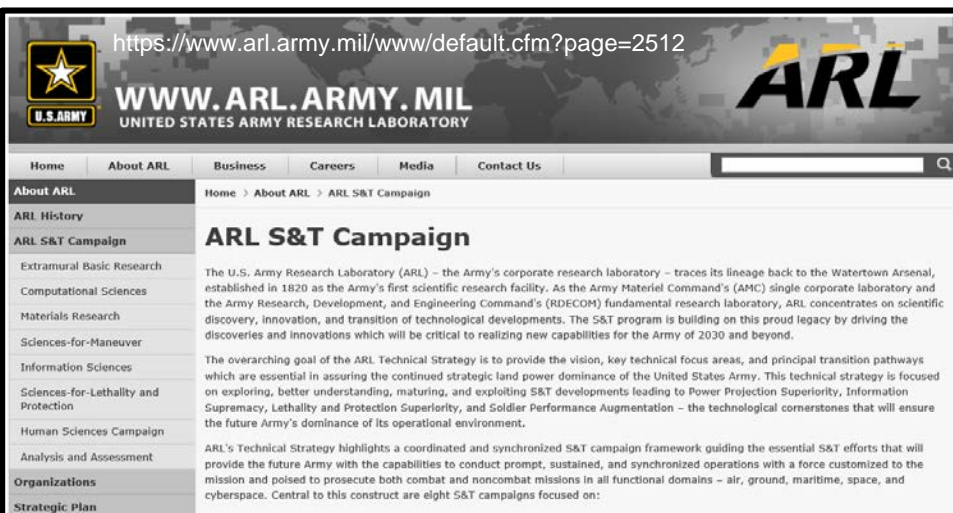 https://www.arl.army.mil/www/default.cfm?page=2512
U.S.ARMY
WWW.ARL.ARMY.MIL
UNITED STATES ARMY RESEARCH LABORATORY
ARL
Home
About ARL
Business
Careers
Media
Contact Us
About ARL
ARL History
ARL S&T Campaign
Extramural Basic Research
Computational Sciences
Materials Research
Sciences-for-Maneuver
Information Sciences
Sciences-for-Lethality and
Protection
Human Sciences Campaign
Analysis and Assessment
Organizations
Strategic Plan
Home > About ARL > ARL S&T Campaign
ARL S&T Campaign
The U.S. Army Research Laboratory (ARL) – the Army's corporate research laboratory – traces its lineage back to the Watertown Arsenal,
established in 1820 as the Army's first scientific research facility. As the Army Materiel Command's (AMC) single corporate laboratory and
the Army Research, Development, and Engineering Command's (RDECOM) fundamental research laboratory, ARL concentrates on scientific
discovery, innovation, and transition of technological developments. The S&T program is building on this proud legacy by driving the
discoveries and innovations which will be critical to realizing new capabilities for the Army of 2030 and beyond.
The overarching goal of the ARL Technical Strategy is to provide the vision, key technical focus areas, and principal transition pathways
which are essential in assuring the continued strategic land power dominance of the United States Army. This technical strategy is focused
on exploring, better understanding, maturing, and exploiting S&T developments leading to Power Projection Superiority, Information
Supremacy, Lethality and Protection Superiority, and Soldier Performance Augmentation – the technological cornerstones that will ensure
the future Army's dominance of its operational environment.
ARL's Technical Strategy highlights a coordinated and synchronized S&T campaign framework guiding the essential S&T efforts that will
provide the future Army with the capabilities to conduct prompt, sustained, and synchronized operations with a force customized to the
mission and poised to prosecute both combat and noncombat missions in all functional domains – air, ground, maritime, space, and
cyberspace. Central to this construct are eight S&T campaigns focused on: